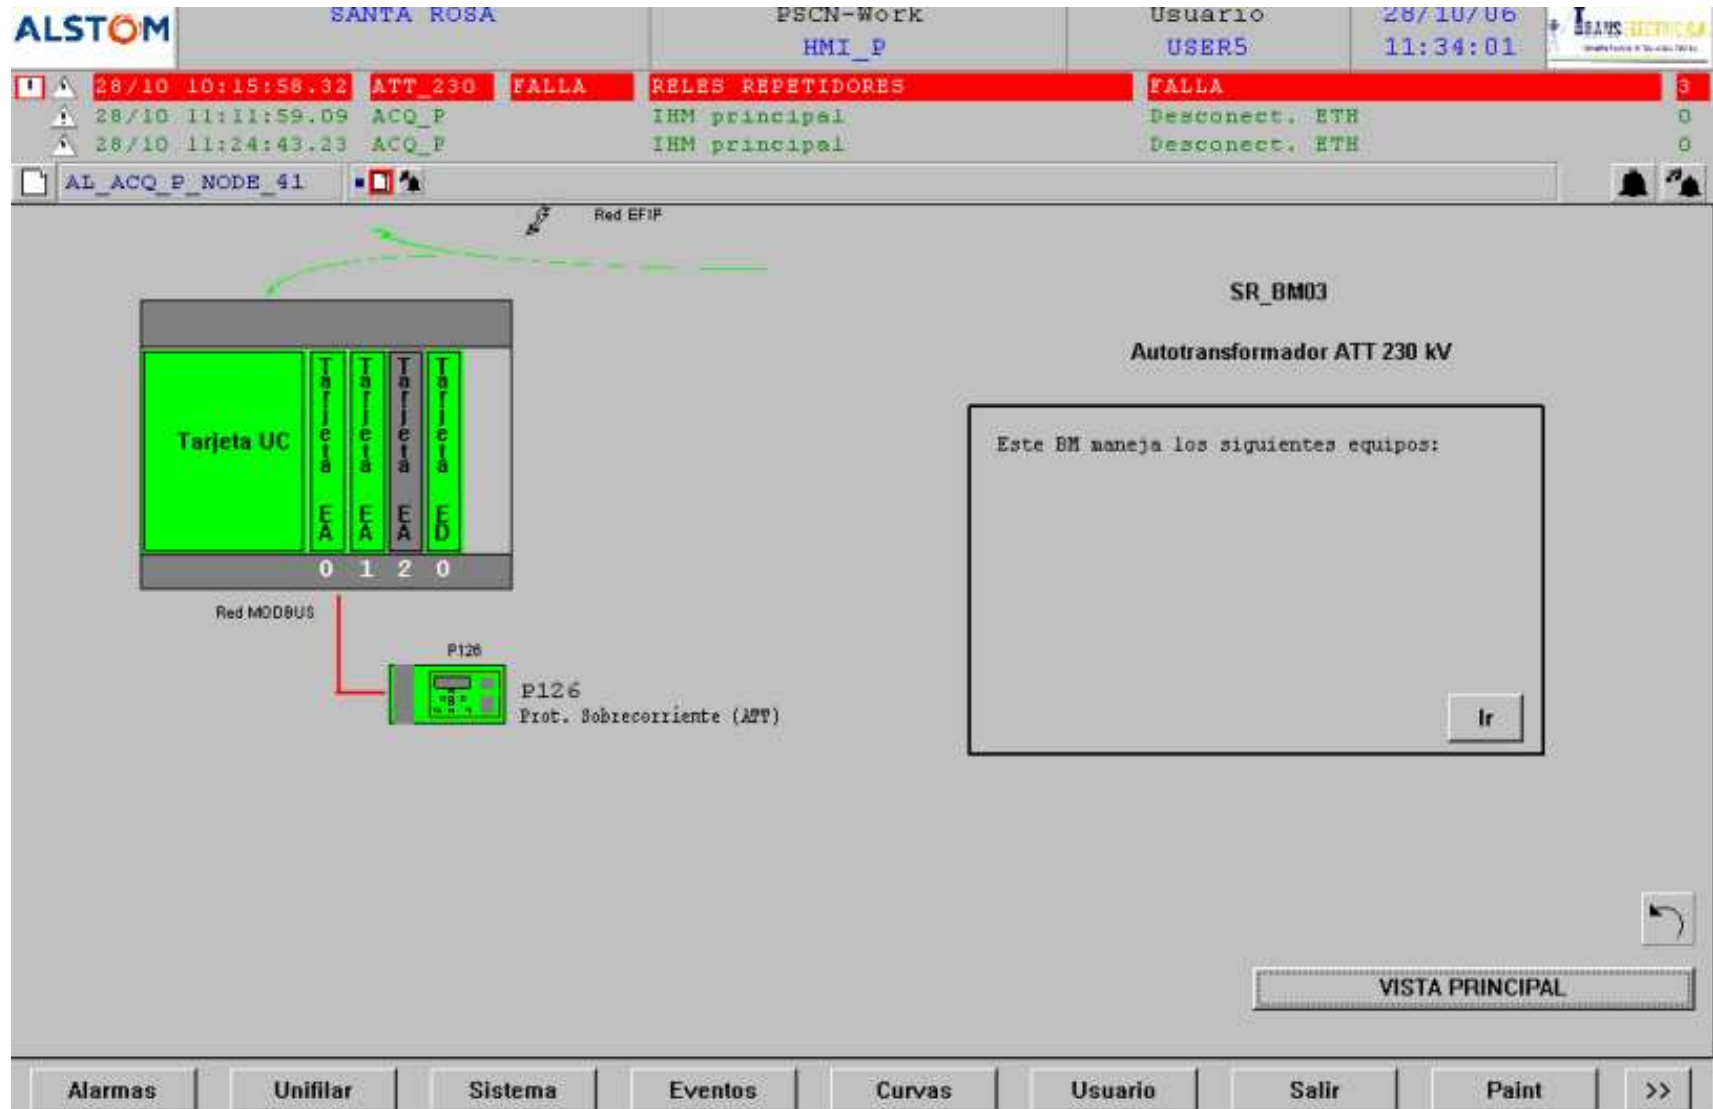 ALSTOM
SANTA ROSA
PSCN-Work
HMI_P
Usuario
USER5
28/10/06
11:34:01
28/10 10:15:58.32 ATT_230 FALLA RELES REPETIDORES FALLA 3
28/10 11:11:59.09 ACQ_P IHM principal Desconect. ETH 0
28/10 11:24:43.23 ACQ_P IHM principal Desconect. ETH 0
AL_ACQ_P_NODE_41
Red EFIP
SR_BM03
Autotransformador ATT 230 kV
Tarjeta UC
Tarjeta EA
Tarjeta EA
Tarjeta EA
Tarjeta ED
0 1 2 0
Este BM maneja los siguientes equipos:
Ir
Red MODBUS
P126
P126
Prot. Sobrecorriente (ATT)
VISTA PRINCIPAL
Alarmas Unifilar Sistema Eventos Curvas Usuario Salir Paint >>